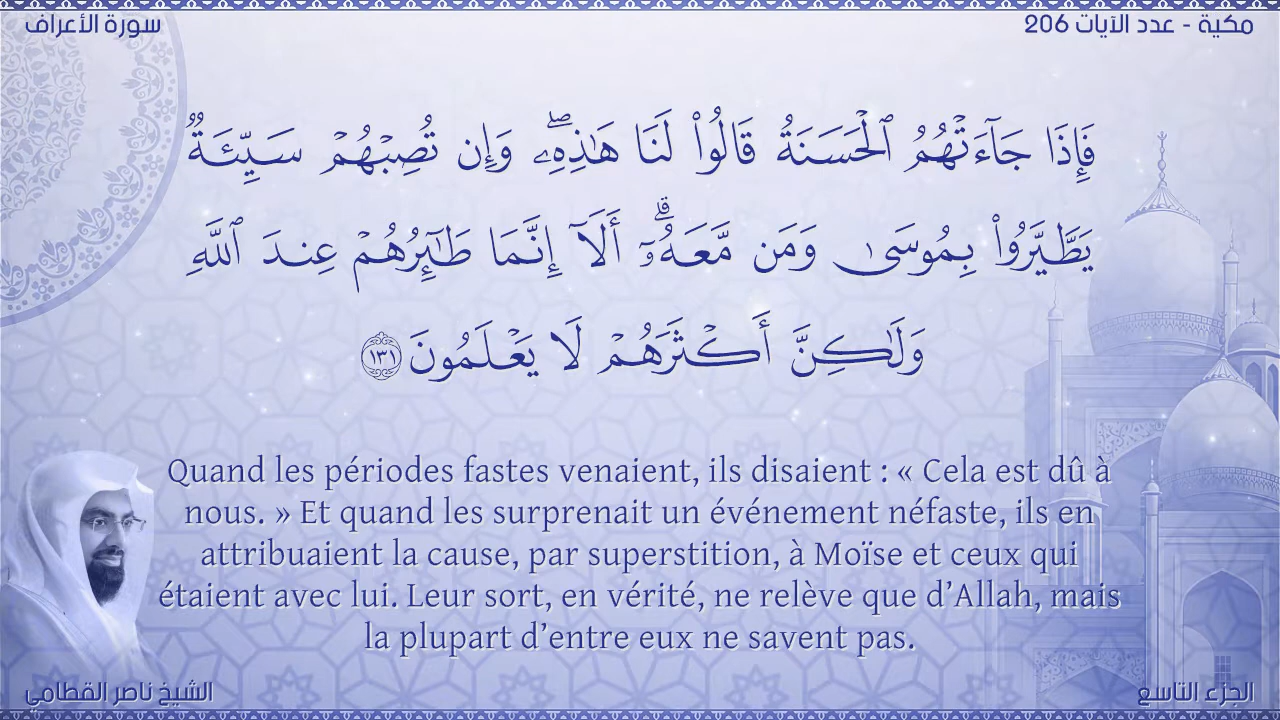 سورة الأعراف
مكية - عدد الآيات 206
فَإِذَا جَآءَتْهُمُ ٱلْحَسَنَةُ قَالُوا۟ لَنَا هَـٰذِهِۦ ۖ وَإِن تُصِبْهُمْ سَيِّئَةٌ
يَطَّيَّرُوا۟ بِمُوسَىٰ وَمَن مَّعَهُۥٓ ۗ أَلَآ إِنَّمَا طَـٰٓئِرُهُمْ عِندَ ٱللَّهِ
وَلَـٰكِنَّ أَكْثَرَهُمْ لَا يَعْلَمُونَ ١٣١
Quand les périodes fastes venaient, ils disaient : « Cela est dû à
nous. » Et quand les surprenait un événement néfaste, ils en
attribuaient la cause, par superstition, à Moïse et ceux qui
étaient avec lui. Leur sort, en vérité, ne relève que d’Allah, mais
la plupart d’entre eux ne savent pas.
الشيخ ناصر القطامي
الجزء التاسع